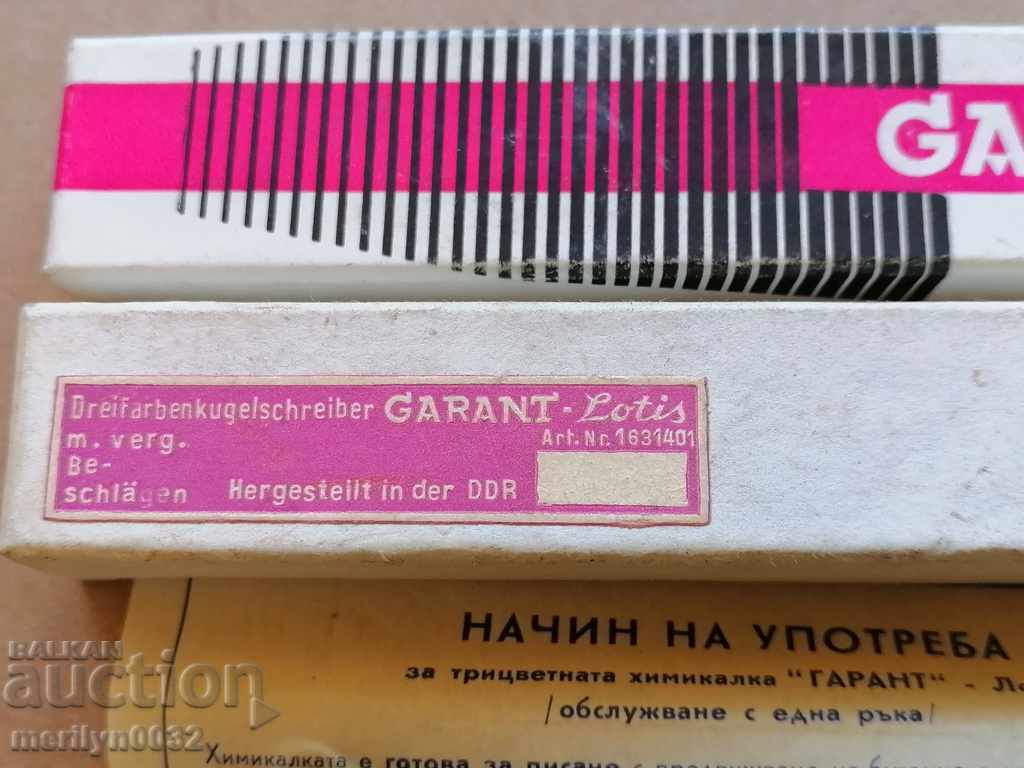 GA
Dreifarbenkugelschreiber GARANT-Lotis
m. verg.
Art. Nr. 1631401
Be-
schlägen Hergestellt in der DDR
НАЧИН НА УПОТРЕБА
за трицветната химикалка "ГАРАНТ" - Л
/обслужване с една ръка/
Химикалката е готова за писане с
BALKAN
auction
merilyn0032